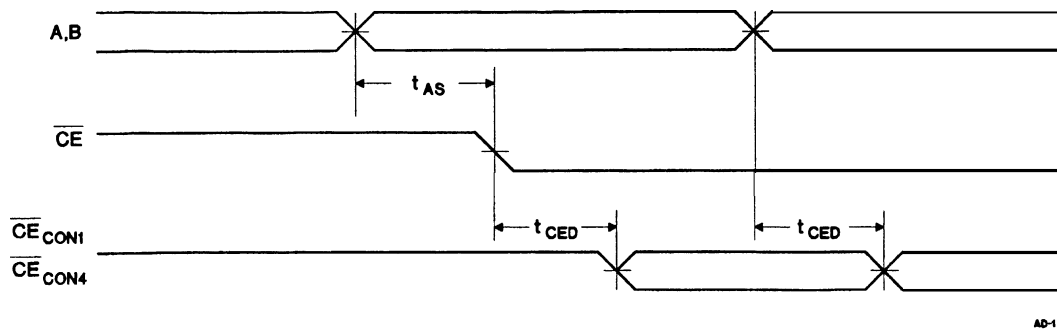 A,B
t AS
CE
t CED
t CED
CE CON1
CE CON4
AD-1